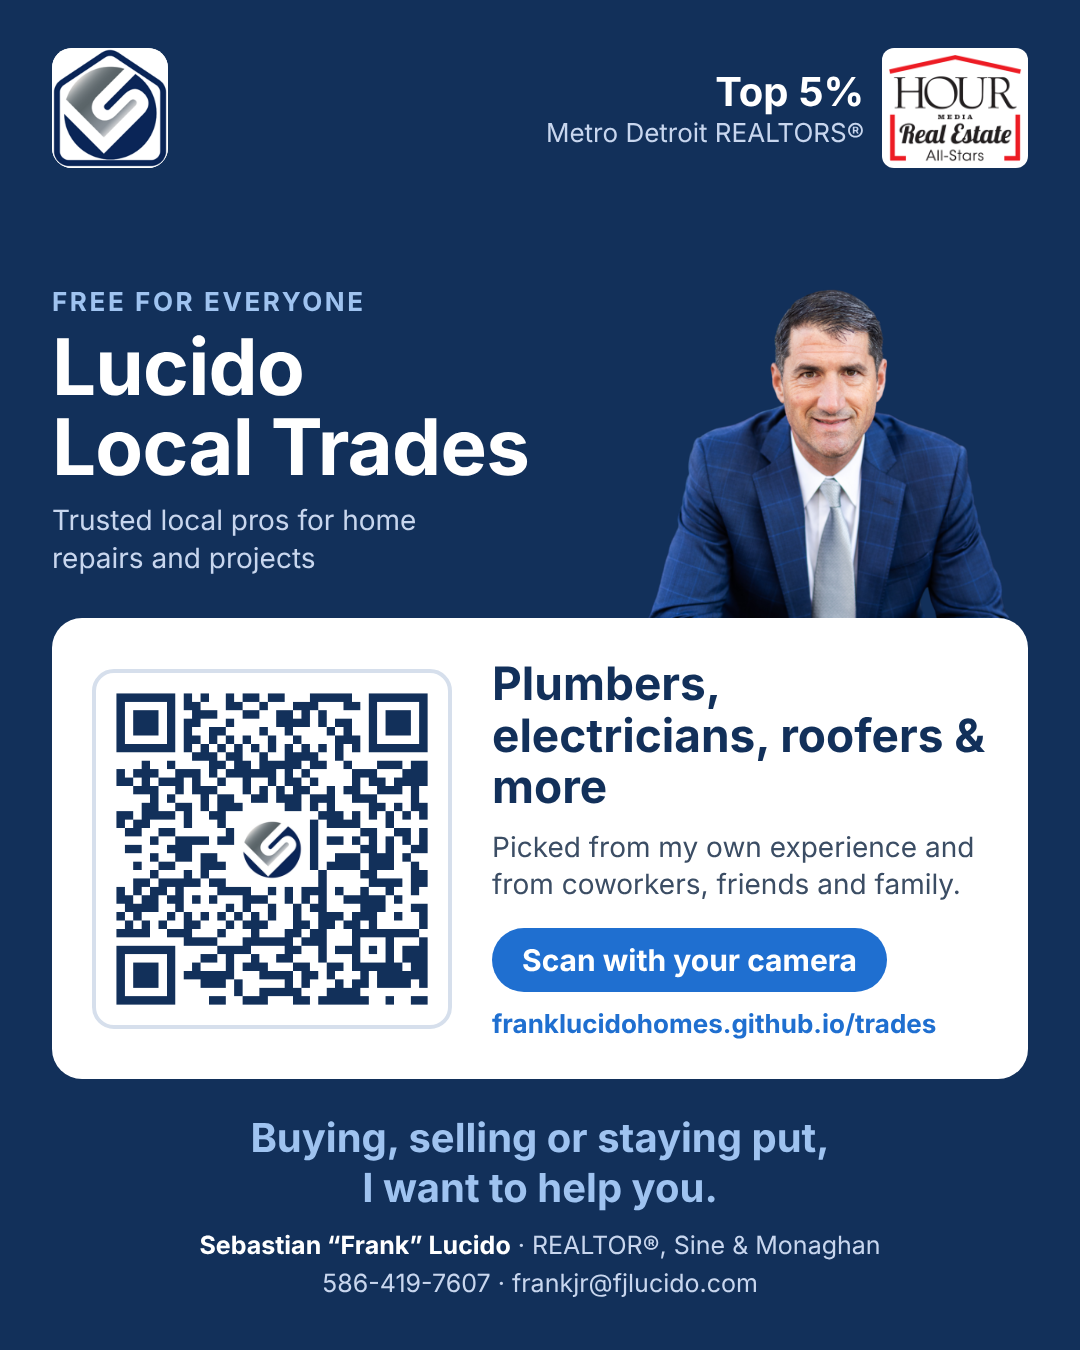 Top 5%
Metro Detroit REALTORS®
HOUR
MEDIA
Real Estate
All-Stars
FREE FOR EVERYONE
Lucido
Local Trades
Trusted local pros for home
repairs and projects
Plumbers,
electricians, roofers &
more
Picked from my own experience and
from coworkers, friends and family.
Scan with your camera
franklucidohomes.github.io/trades
Buying, selling or staying put,
I want to help you.
Sebastian “Frank” Lucido · REALTOR®, Sine & Monaghan
586-419-7607 · frankjr@fjlucido.com